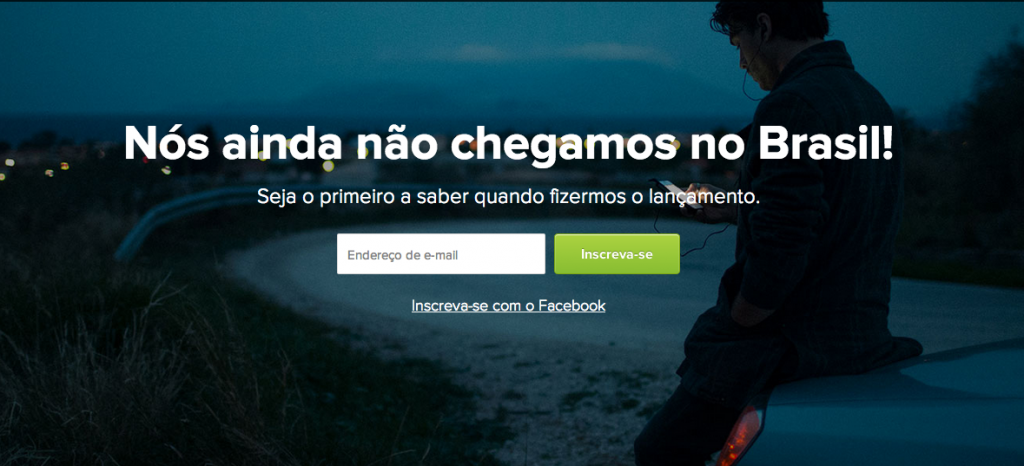 Nós ainda não chegamos no Brasil!
Seja o primeiro a saber quando fizermos o lançamento.
Endereço de e-mail
Inscreva-se
Inscreva-se com o Facebook